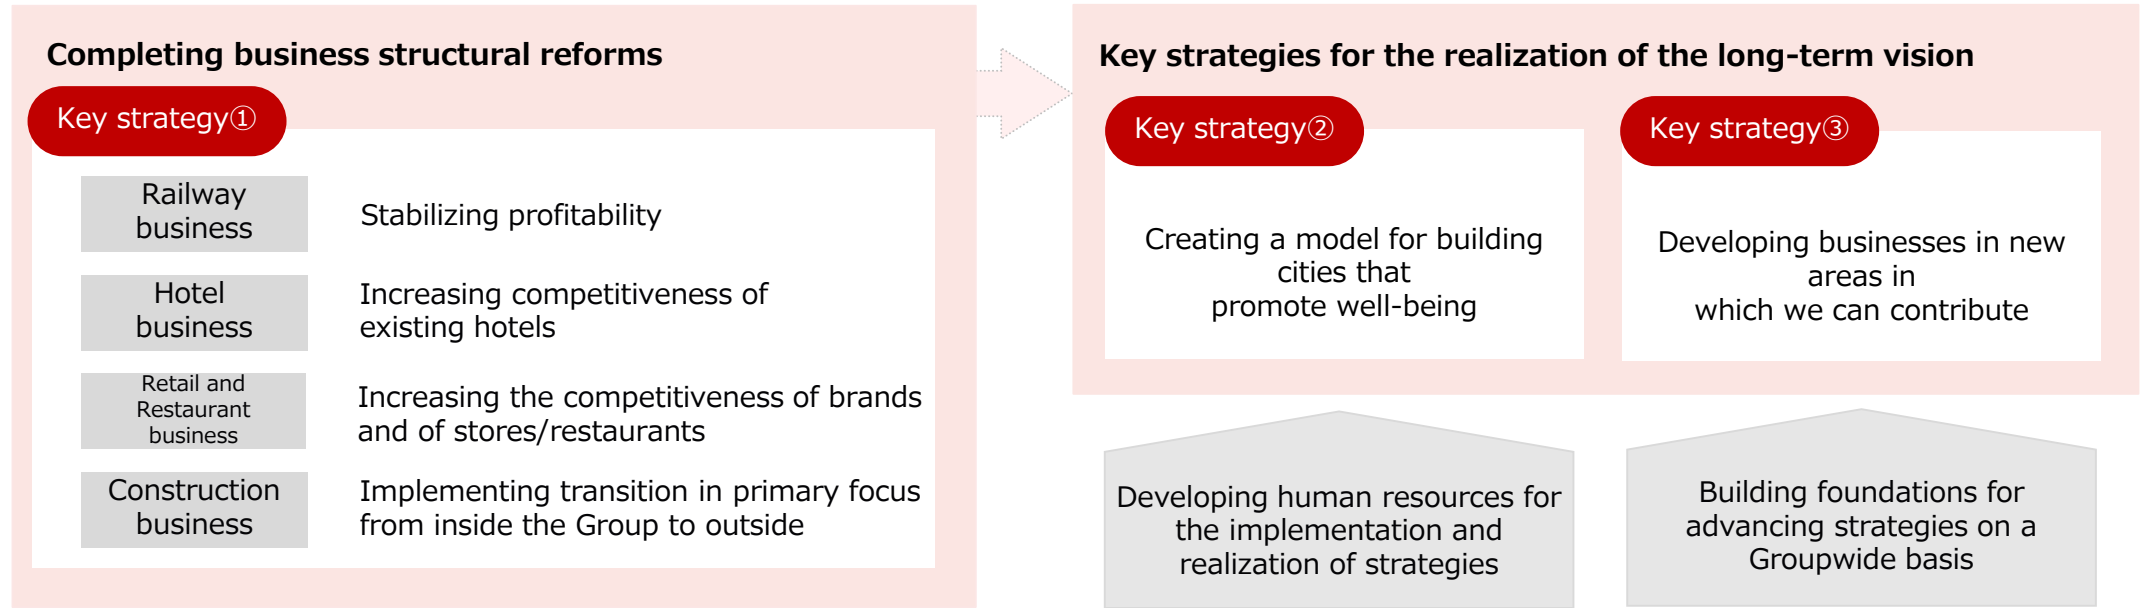 Completing business structural reforms
Key strategy①
Railway
business
Stabilizing profitability
Hotel
business
Increasing competitiveness of
existing hotels
Retail and
Restaurant
business
Increasing the competitiveness of brands
and of stores/restaurants
Construction
business
Implementing transition in primary focus
from inside the Group to outside
Key strategies for the realization of the long-term vision
Key strategy②
Creating a model for building
cities that
promote well-being
Key strategy③
Developing businesses in new
areas in
which we can contribute
Developing human resources for
the implementation and
realization of strategies
Building foundations for
advancing strategies on a
Groupwide basis